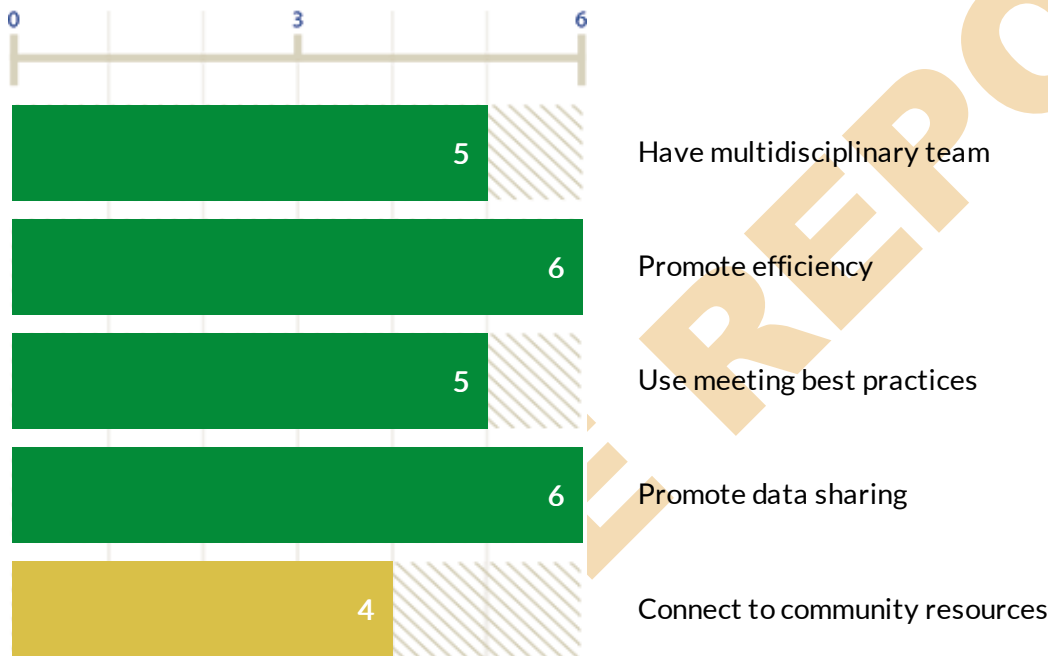 0 3 6
5 Have multidisciplinary team
6 Promote efficiency
5 Use meeting best practices
6 Promote data sharing
4 Connect to community resources
E REPO